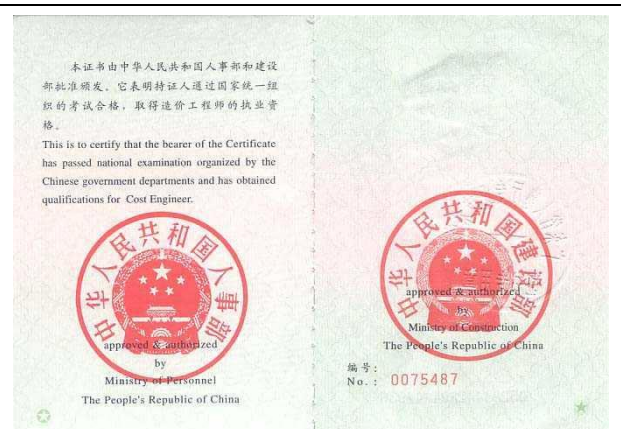 本证书由中华人民共和国人事部和建设
部批准颁发。它表明持证人通过国家统一组
织的考试合格，取得造价工程师的执业资
格。
This is to certify that the bearer of the Certificate
has passed national examination organized by the
Chinese government departments and has obtained
qualifications for Cost Engineer.
中华人民共和国人事部
approved & authorized
by
Ministry of Personnel
The People's Republic of China
中华人民共和国建设部
approved & authorized
by
Ministry of Construction
The People's Republic of China
编号：
No. : 0075487